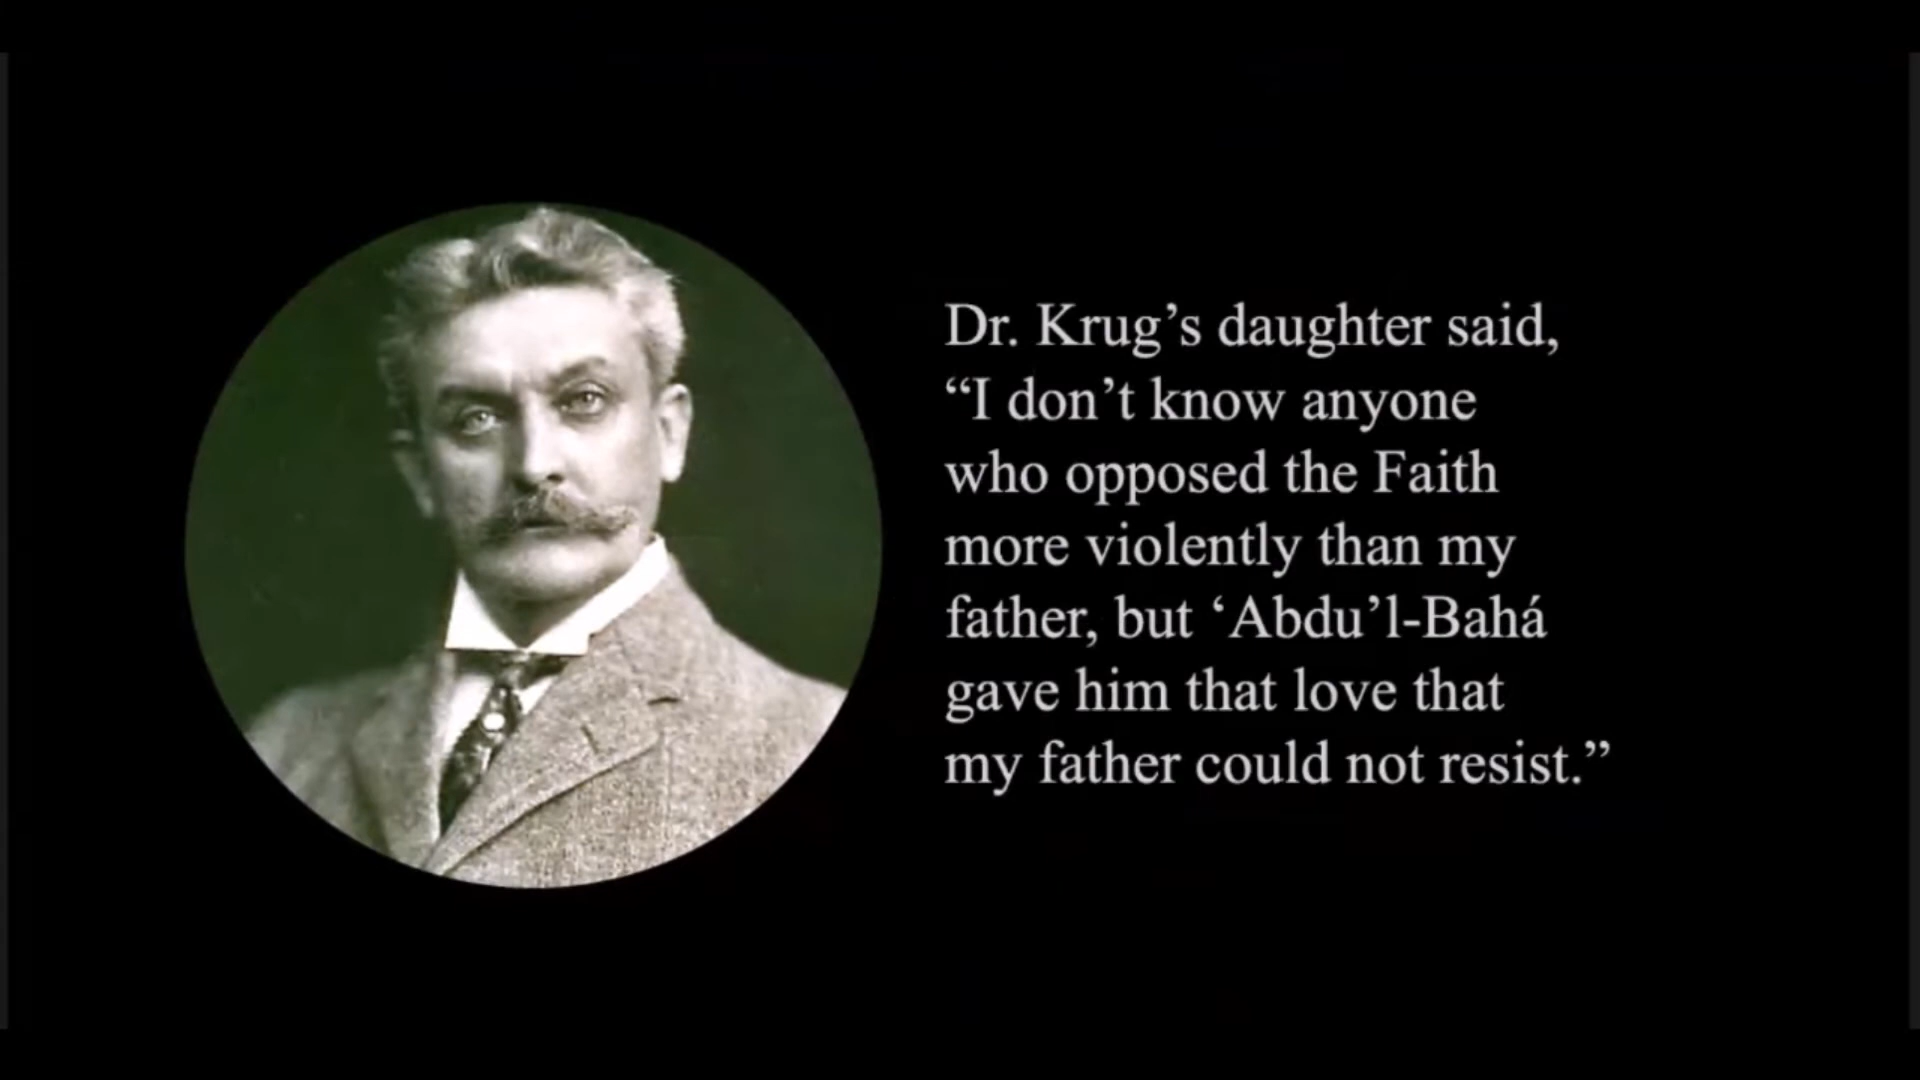 Dr. Krug’s daughter said,
“I don’t know anyone
who opposed the Faith
more violently than my
father, but ‘Abdu’l-Bahá
gave him that love that
my father could not resist.”